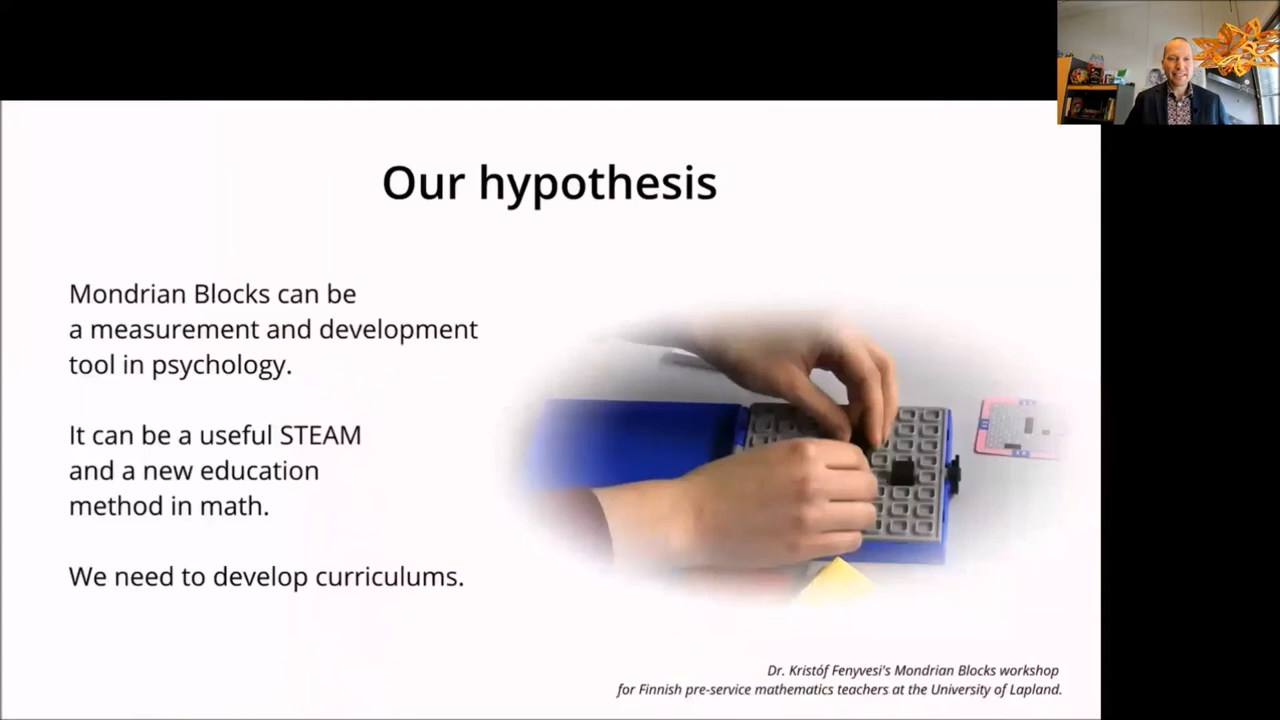 Our hypothesis
Mondrian Blocks can be
a measurement and development
tool in psychology.
It can be a useful STEAM
and a new education
method in math.
We need to develop curriculums.
Dr. Kristóf Fenyvesi's Mondrian Blocks workshop
for Finnish pre-service mathematics teachers at the University of Lapland.